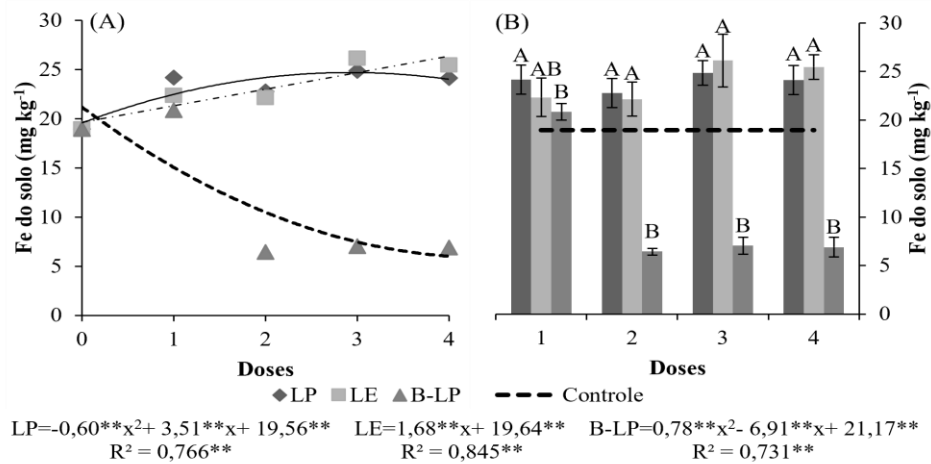 (A)
Fe do solo (mg kg⁻¹)
30
25
20
15
10
5
0
0 1 2 3 4
Doses
(B)
A AB B
A A B
A A B
A A B
1 2 3 4
Doses
30
25
20
15
10
5
0
Fe do solo (mg kg⁻¹)
LP LE B-LP Controle
LP=-0,60**x²+ 3,51**x+ 19,56** LE=1,68**x+ 19,64** B-LP=0,78**x²- 6,91**x+ 21,17**
R² = 0,766** R² = 0,845** R² = 0,731**